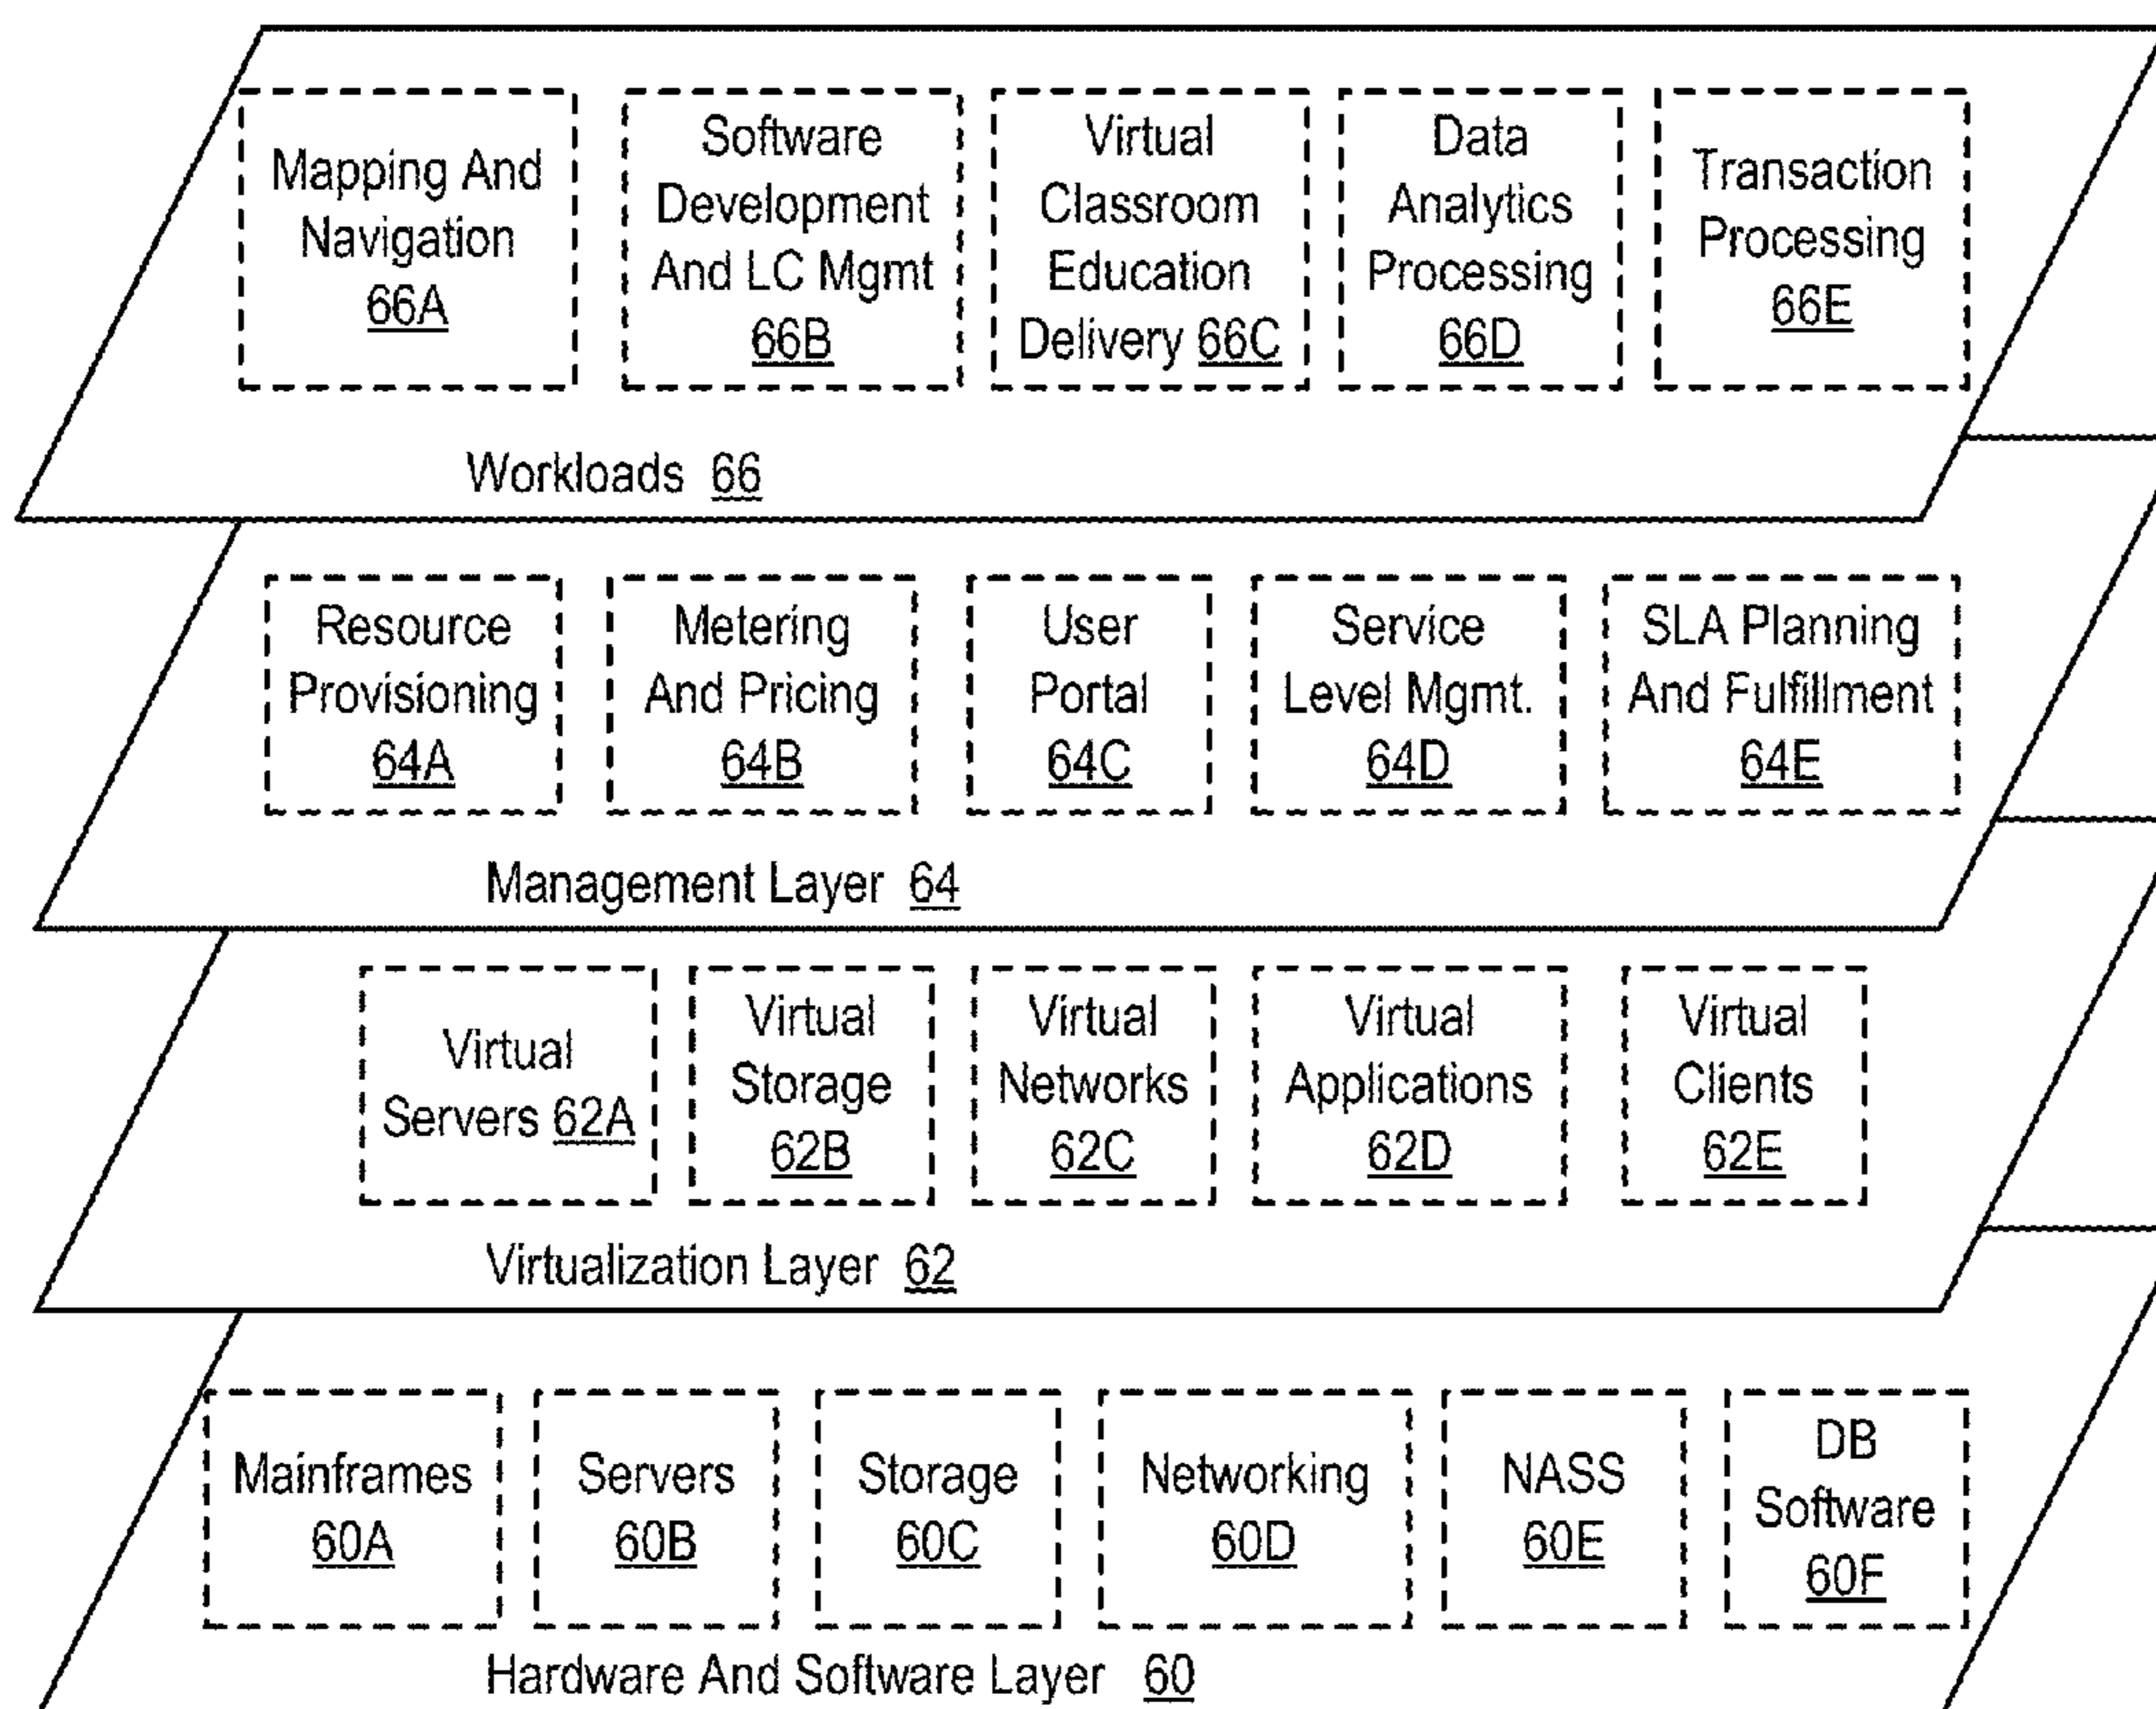 Mapping And
Navigation
66A
Software
Development
And LC Mgmt
66B
Virtual
Classroom
Education
Delivery 66C
Data
Analytics
Processing
66D
Transaction
Processing
66E
Workloads 66
Resource
Provisioning
64A
Metering
And Pricing
64B
User
Portal
64C
Service
Level Mgmt.
64D
SLA Planning
And Fulfillment
64E
Management Layer 64
Virtual
Servers 62A
Virtual
Storage
62B
Virtual
Networks
62C
Virtual
Applications
62D
Virtual
Clients
62E
Virtualization Layer 62
Mainframes
60A
Servers
60B
Storage
60C
Networking
60D
NASS
60E
DB
Software
60F
Hardware And Software Layer 60